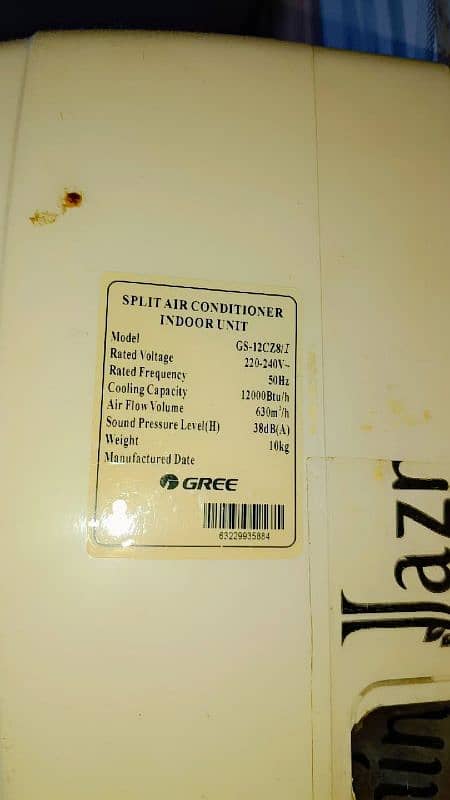 SPLIT AIR CONDITIONER
INDOOR UNIT
Model GS-12CZ8/I
Rated Voltage 220-240V~
Rated Frequency 50Hz
Cooling Capacity 12000Btu/h
Air Flow Volume 630m³/h
Sound Pressure Level(H) 38dB(A)
Weight 10kg
Manufactured Date
GREE
63229935884